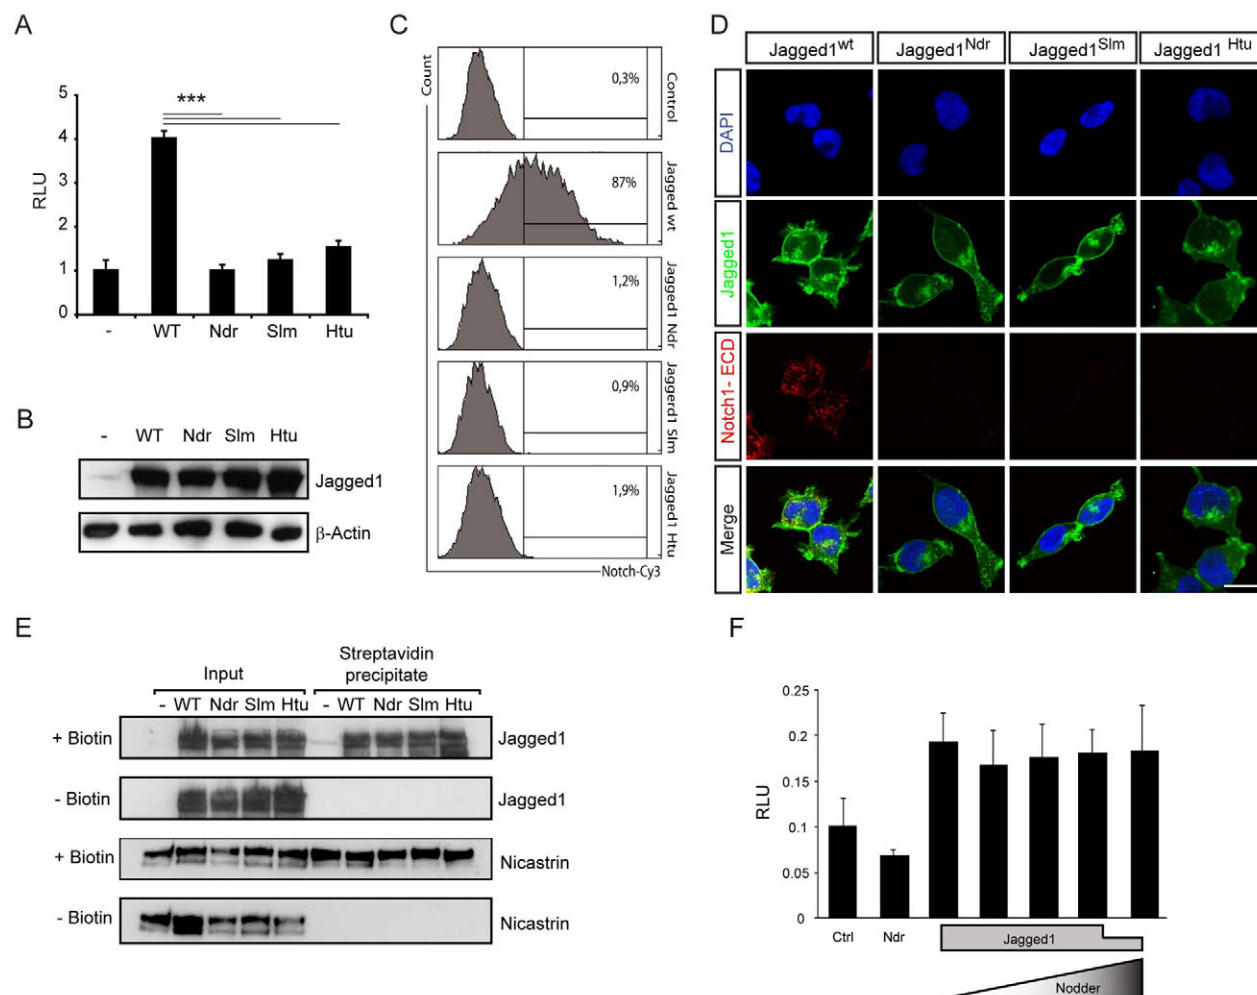 A
RLU
5
4
3
2
1
0
***
- WT Ndr Slm Htu
B
- WT Ndr Slm Htu
Jagged1
β-Actin
C
Count
0,3%
Control
87%
Jagged wt
1,2%
Jagged1 Ndr
0,9%
Jaggerd1 Slm
1,9%
Jagged1 Htu
Notch-Cy3
D
Jagged1wt Jagged1Ndr Jagged1Slm Jagged1 Htu
DAPI
Jagged1
Notch1- ECD
Merge
E
Input
Streptavidin
precipitate
- WT Ndr Slm Htu - WT Ndr Slm Htu
+ Biotin Jagged1
- Biotin Jagged1
+ Biotin Nicastrin
- Biotin Nicastrin
F
RLU
0.25
0.2
0.15
0.1
0.05
0
Ctrl Ndr Jagged1
Nodder